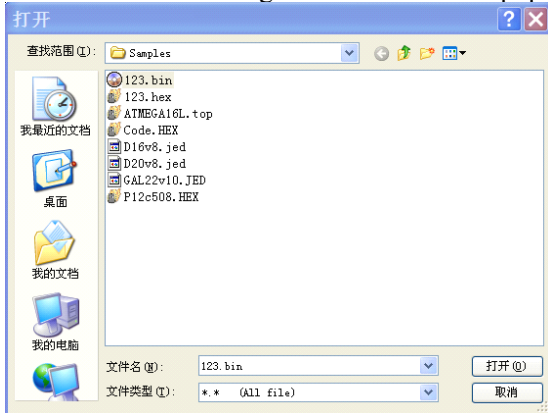 打开
查找范围(I):
Samples
123.bin
123.hex
ATMEGA16L.top
Code.HEX
D16v8.jed
D20v8.jed
GAL22v10.JED
P12c508.HEX
我最近的文档
桌面
我的文档
我的电脑
文件名(N):
123.bin
打开(O)
文件类型(T):
*.* (All file)
取消